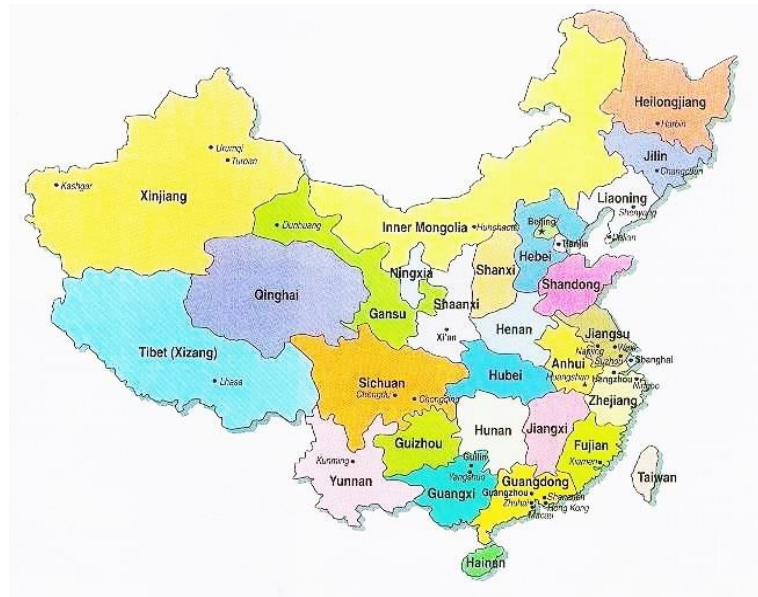 Heilongjiang
Harbin
Jilin
Changchun
Urumqi
Turpan
Kashgar
Xinjiang
Liaoning
Shenyang
Dunhuang
Inner Mongolia
Beijing
Dalian
Tianjin
Hebei
Ningxia
Shanxi
Shandong
Qinghai
Gansu
Shaanxi
Xi'an
Henan
Jiangsu
Nanjing
Wuxi
Suzhou
Shanghai
Tibet (Xizang)
Lhasa
Anhui
Huangshan
Hangzhou
Ningbo
Hubei
Sichuan
Chengdu
Chongqing
Zhejiang
Hunan
Jiangxi
Guizhou
Fujian
Xiamen
Guilin
Yangshuo
Kunming
Yunnan
Guangxi
Guangdong
Guangzhou
Shenzhen
Zhuhai
Hong Kong
Macau
Taiwan
Hainan